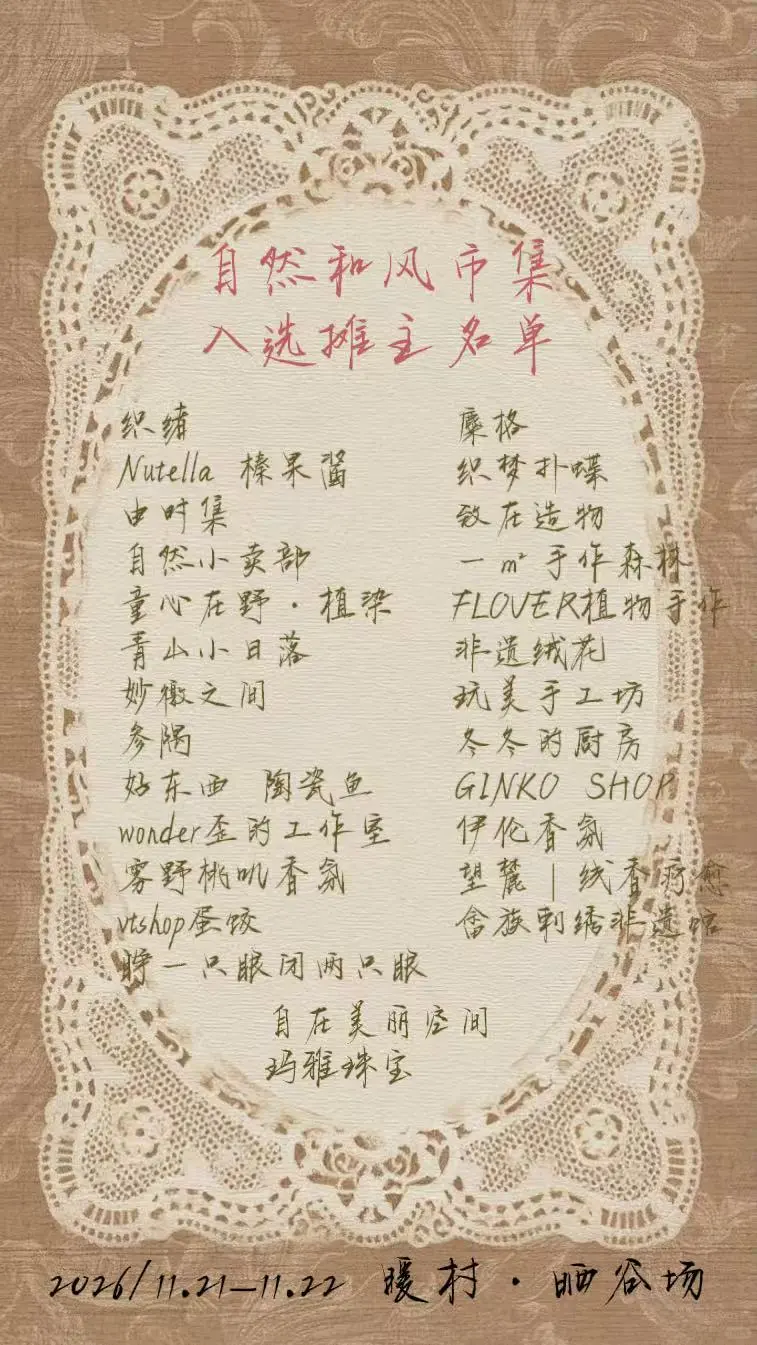 自然和风市集
入选摊主名单
织绪
Nutella 榛果酱
由时集
自然小卖部
童心在野·植染
青山小日落
妙檄之间
参隅
好东西 陶瓷鱼
wonder歪的工作室
雾野桃叽香氛
vtshop蛋饺
睁一只眼闭两只眼
糜格
织梦扑蝶
致在造物
一㎡手作森林
FLOVER植物手作
非遗绒花
玩美手工坊
冬冬的厨房
GINKO SHOP
伊伦香氛
望麓｜线香疗愈
畲族刺绣非遗馆
自在美丽空间
玛雅珠宝
2026/11.21—11.22 暖村·晒谷场